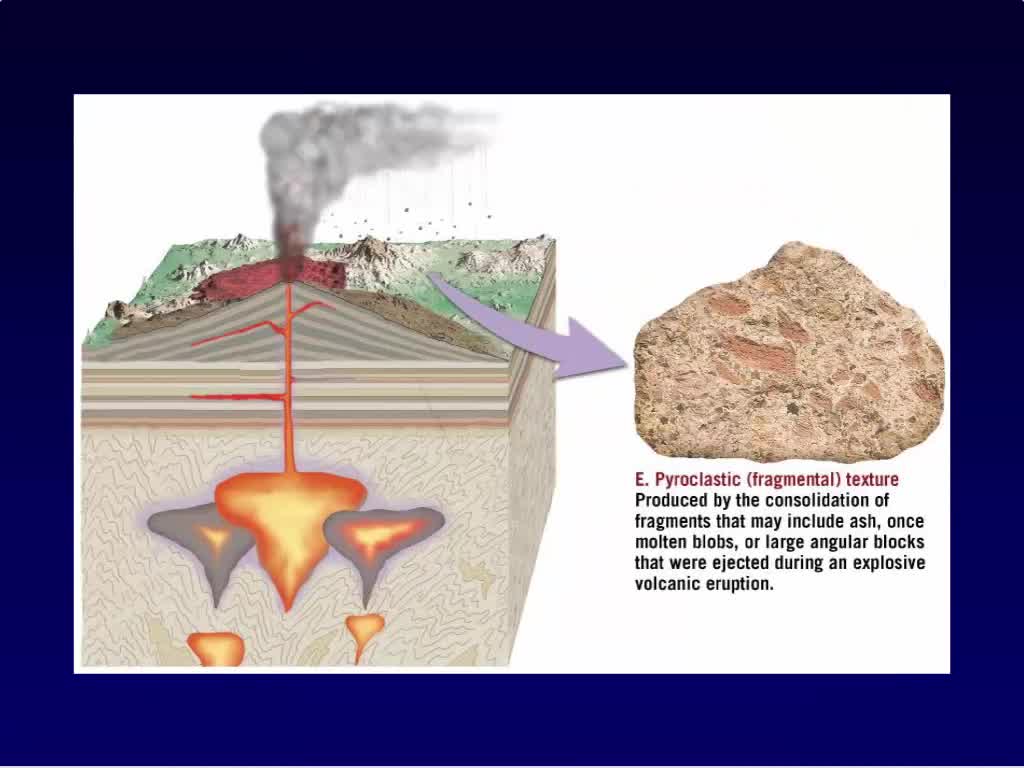 E. Pyroclastic (fragmental) texture
Produced by the consolidation of
fragments that may include ash, once
molten blobs, or large angular blocks
that were ejected during an explosive
volcanic eruption.